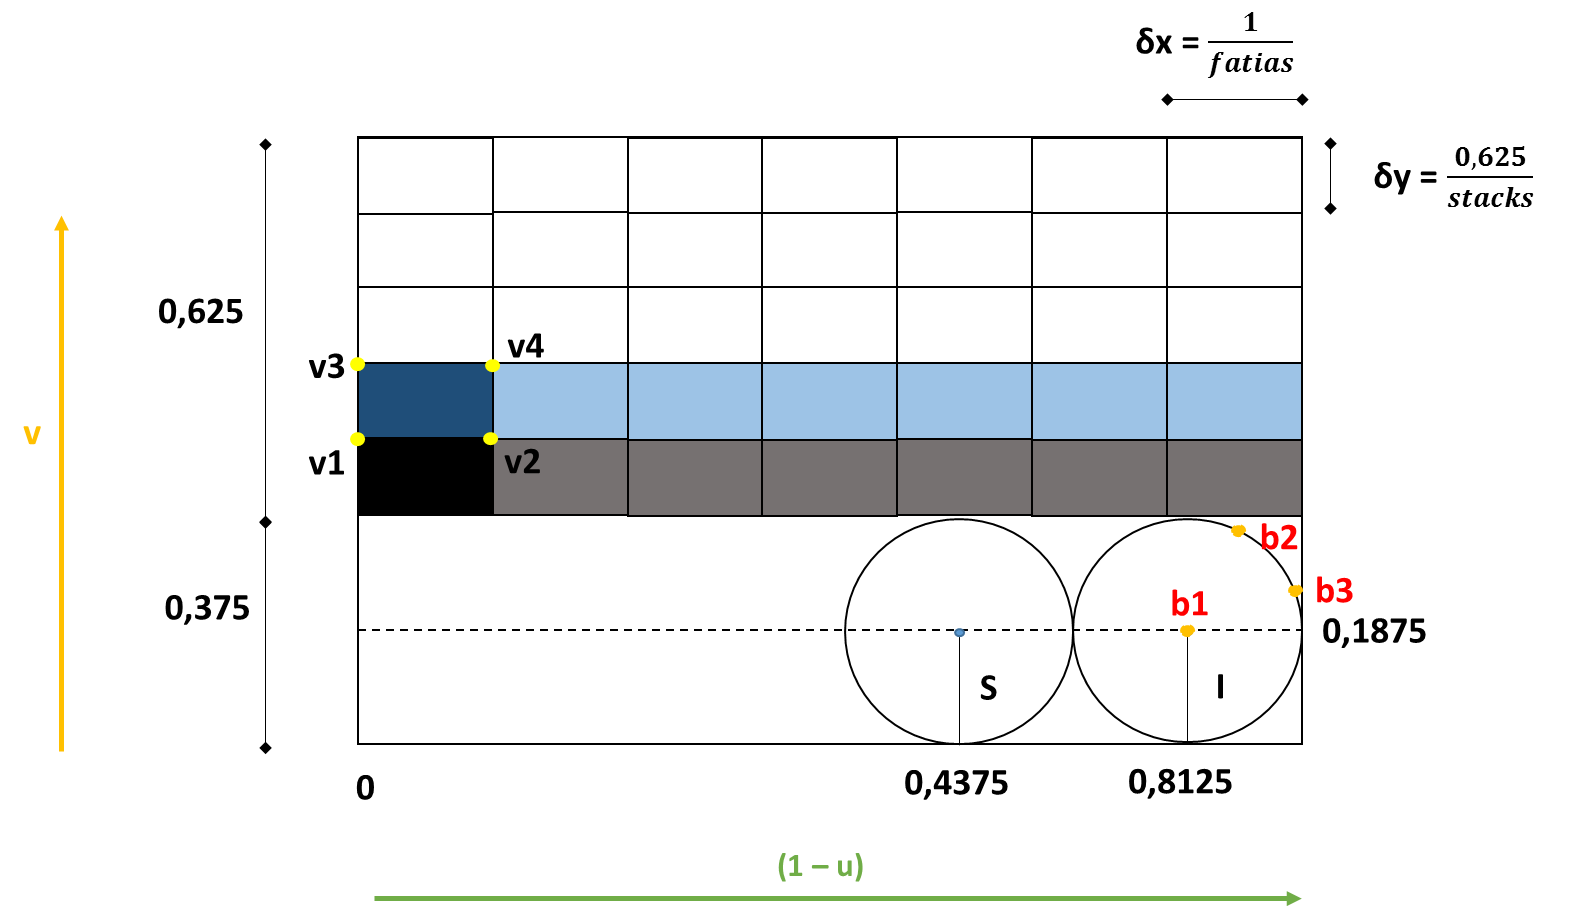 δx = 1/fatias
δy = 0,625/stacks
0,625
v4
v3
v
v1
v2
b2
b3
b1
0,375
0,1875
S
I
0
0,4375
0,8125
(1 – u)